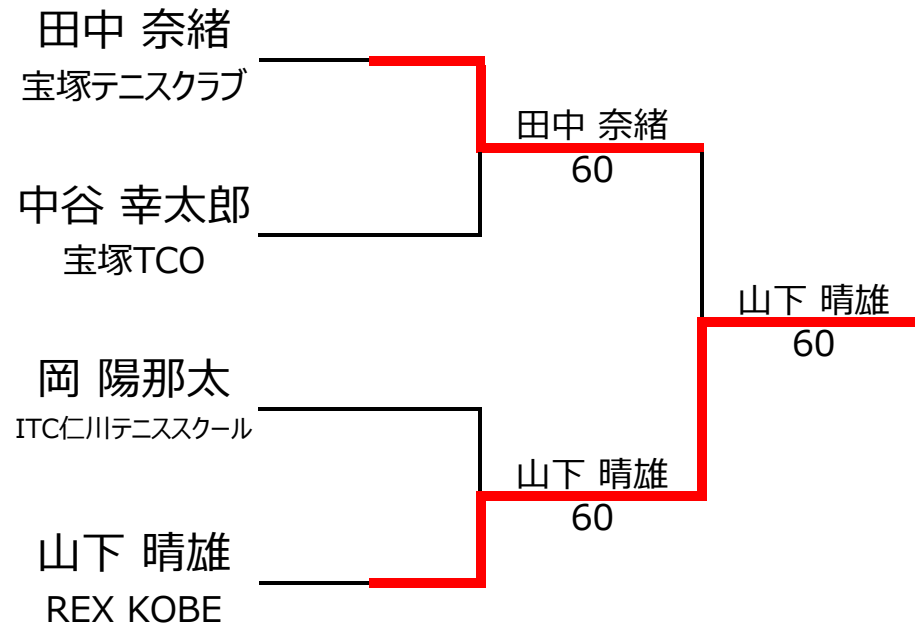 田中 奈緒
宝塚テニスクラブ
田中 奈緒
60
中谷 幸太郎
宝塚TCO
山下 晴雄
60
岡 陽那太
ITC仁川テニススクール
山下 晴雄
60
山下 晴雄
REX KOBE